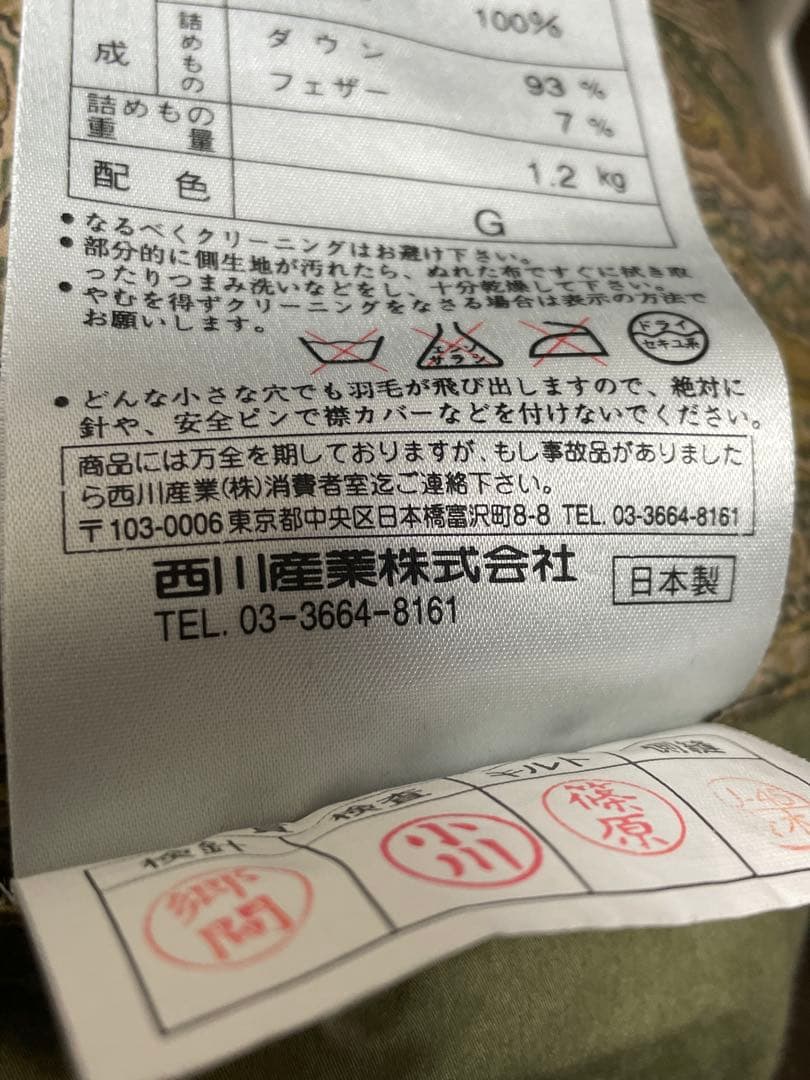 100%
成 詰めもの ダウン 93 %
フェザー 7 %
詰めもの重量 1.2 kg
配色 G
●なるべくクリーニングはお避け下さい。
●部分的に側生地が汚れたら、ぬれた布ですぐに拭き取
ったりつまみ洗いなどをし、十分乾燥して下さい。
●やむを得ずクリーニングをなさる場合は表示の方法で
お願いします。
エンソ サラシ ドライ セキユ系
●どんな小さな穴でも羽毛が飛び出しますので、絶対に
針や、安全ピンで襟カバーなどを付けないでください。
商品には万全を期しておりますが、もし事故品がありました
ら西川産業(株)消費者室迄ご連絡下さい。
〒103-0006 東京都中央区日本橋富沢町8-8 TEL. 03-3664-8161
西川産業株式会社 日本製
TEL. 03-3664-8161
検針 検査 キルト 側縫
郷間 小川 篠原